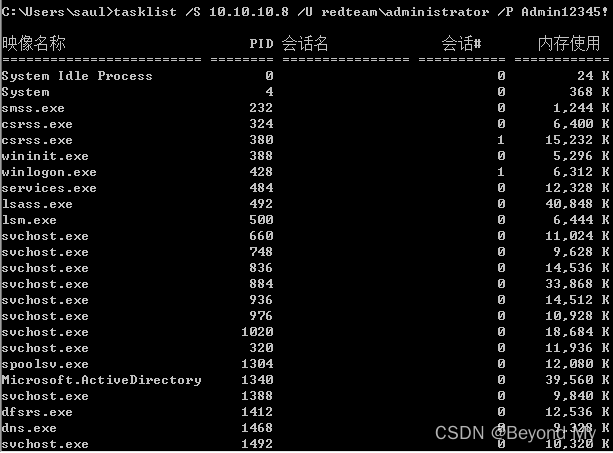 C:\Users\saul>tasklist /S 10.10.10.8 /U redteam\administrator /P Admin12345!
映像名称 PID 会话名 会话# 内存使用
========================= ======== ================ =========== ============
System Idle Process 0 0 24 K
System 4 0 368 K
smss.exe 232 0 1,244 K
csrss.exe 324 0 6,400 K
csrss.exe 380 1 15,232 K
wininit.exe 388 0 5,296 K
winlogon.exe 428 1 6,312 K
services.exe 484 0 12,328 K
lsass.exe 492 0 40,848 K
lsm.exe 500 0 6,444 K
svchost.exe 660 0 11,024 K
svchost.exe 748 0 9,628 K
svchost.exe 836 0 14,536 K
svchost.exe 884 0 33,868 K
svchost.exe 936 0 14,512 K
svchost.exe 976 0 10,928 K
svchost.exe 1020 0 18,684 K
svchost.exe 320 0 11,936 K
spoolsv.exe 1304 0 12,080 K
Microsoft.ActiveDirectory 1340 0 39,560 K
svchost.exe 1388 0 9,840 K
dfsrs.exe 1412 0 12,536 K
dns.exe 1468 0 9,328 K
svchost.exe 1492 0 10,320 K
CSDN @Beyond My